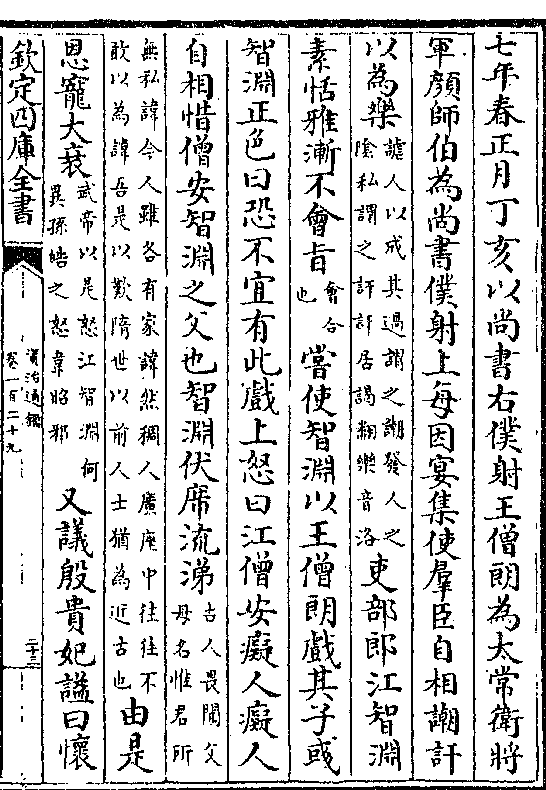 七年春正月丁亥以尚書右僕射王僧朗為太常衛將
軍顔師伯為尚書僕射上每因宴集使羣臣自相謿訐
以為樂謔人以成其過謂之謿發人之隂私謂之訐訐居謁翻樂音洛吏部郎江智淵
素恬雅漸不會旨會合也嘗使智淵以王僧朗戲其子彧
智淵正色曰恐不宜有此戲上怒曰江僧安癡人癡人
自相惜僧安智淵之父也智淵伏席流涕古人畏聞父母名惟君所
無私諱今人雖各有家諱然稠人廣座中往往不敢以為諱吾是以歎隋世以前人士猶為近古也由是
恩寵大衰武帝以是怒江智淵何異孫皓之怒韋昭邪又議殷貴妃諡曰懷
欽定四庫全書
資治通鑑
卷一百二十九
二十三